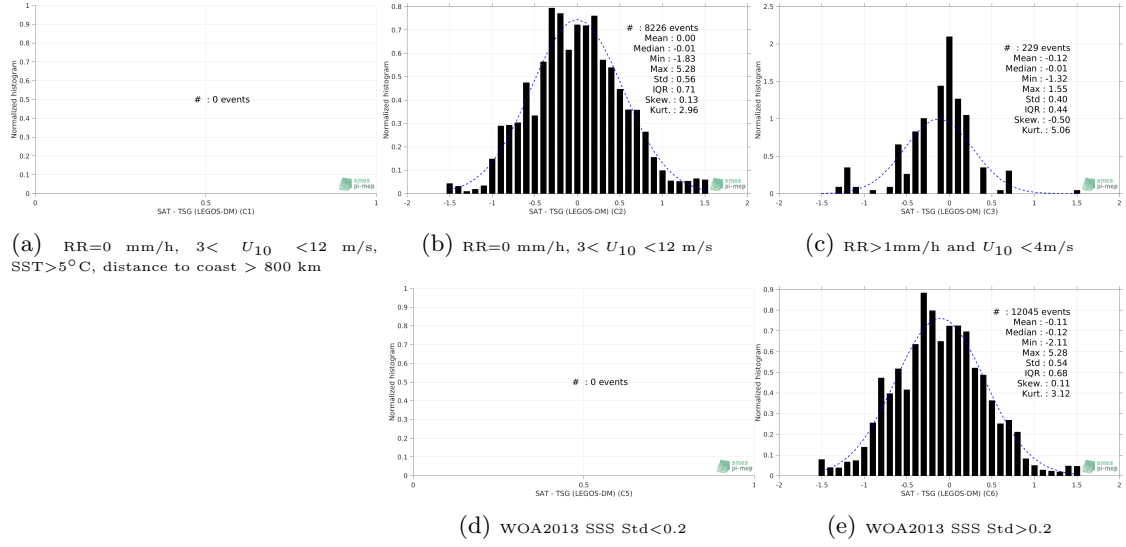 1
0.9
0.8
0.7
0.6
0.5
0.4
0.3
0.2
0.1
0
Normalized histogram
# : 0 events
0 0.5 1
SAT - TSG (LEGOS-DM) (C1)
smos
pi-mep
(a) RR=0 mm/h, 3< U10 <12 m/s,
SST>5°C, distance to coast > 800 km
0.8
0.7
0.6
0.5
0.4
0.3
0.2
0.1
0
Normalized histogram
# : 8226 events
Mean : 0.00
Median : -0.01
Min : -1.83
Max : 5.28
Std : 0.56
IQR : 0.71
Skew. : 0.13
Kurt. : 2.96
-2 -1.5 -1 -0.5 0 0.5 1 1.5 2
SAT - TSG (LEGOS-DM) (C2)
smos
pi-mep
(b) RR=0 mm/h, 3< U10 <12 m/s
2.5
2
1.5
1
0.5
0
Normalized histogram
# : 229 events
Mean : -0.12
Median : -0.01
Min : -1.32
Max : 1.55
Std : 0.40
IQR : 0.44
Skew. : -0.50
Kurt. : 5.06
-2 -1.5 -1 -0.5 0 0.5 1 1.5 2
SAT - TSG (LEGOS-DM) (C3)
smos
pi-mep
(c) RR>1mm/h and U10 <4m/s
1
0.9
0.8
0.7
0.6
0.5
0.4
0.3
0.2
0.1
0
Normalized histogram
# : 0 events
0 0.5 1
SAT - TSG (LEGOS-DM) (C5)
smos
pi-mep
(d) WOA2013 SSS Std<0.2
0.9
0.8
0.7
0.6
0.5
0.4
0.3
0.2
0.1
0
Normalized histogram
# : 12045 events
Mean : -0.11
Median : -0.12
Min : -2.11
Max : 5.28
Std : 0.54
IQR : 0.68
Skew. : 0.11
Kurt. : 3.12
-2 -1.5 -1 -0.5 0 0.5 1 1.5 2
SAT - TSG (LEGOS-DM) (C6)
smos
pi-mep
(e) WOA2013 SSS Std>0.2